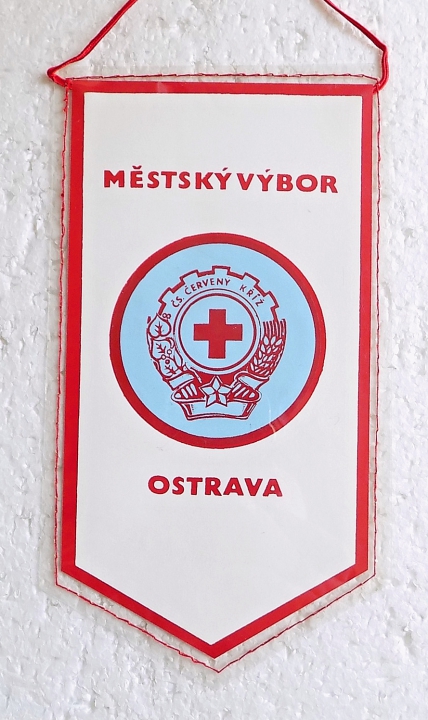 MĚSTSKÝ VÝBOR
ČS. ČERVENÝ KŘÍŽ
OSTRAVA